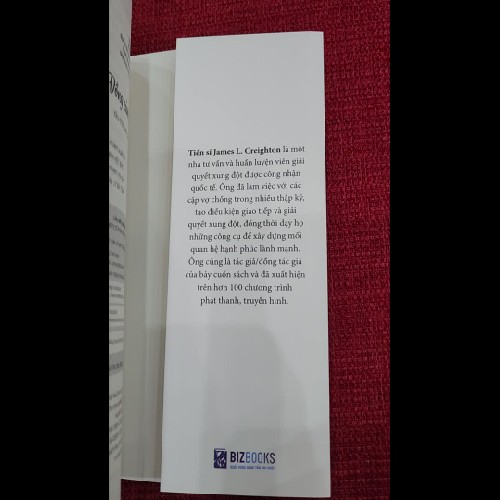 Tiến sĩ James L. Creighton là một
nhà tư vấn và huấn luyện viên giải
quyết xung đột được công nhận
quốc tế. Ông đã làm việc với các
cặp vợ chồng trong nhiều thập kỷ,
tạo điều kiện giao tiếp và giải
quyết xung đột, đồng thời dạy họ
những công cụ để xây dựng mối
quan hệ hạnh phúc lành mạnh.
Ông cũng là tác giả/đồng tác giả
của bảy cuốn sách và đã xuất hiện
trên hơn 100 chương trình
phát thanh, truyền hình.
BIZBOOKS